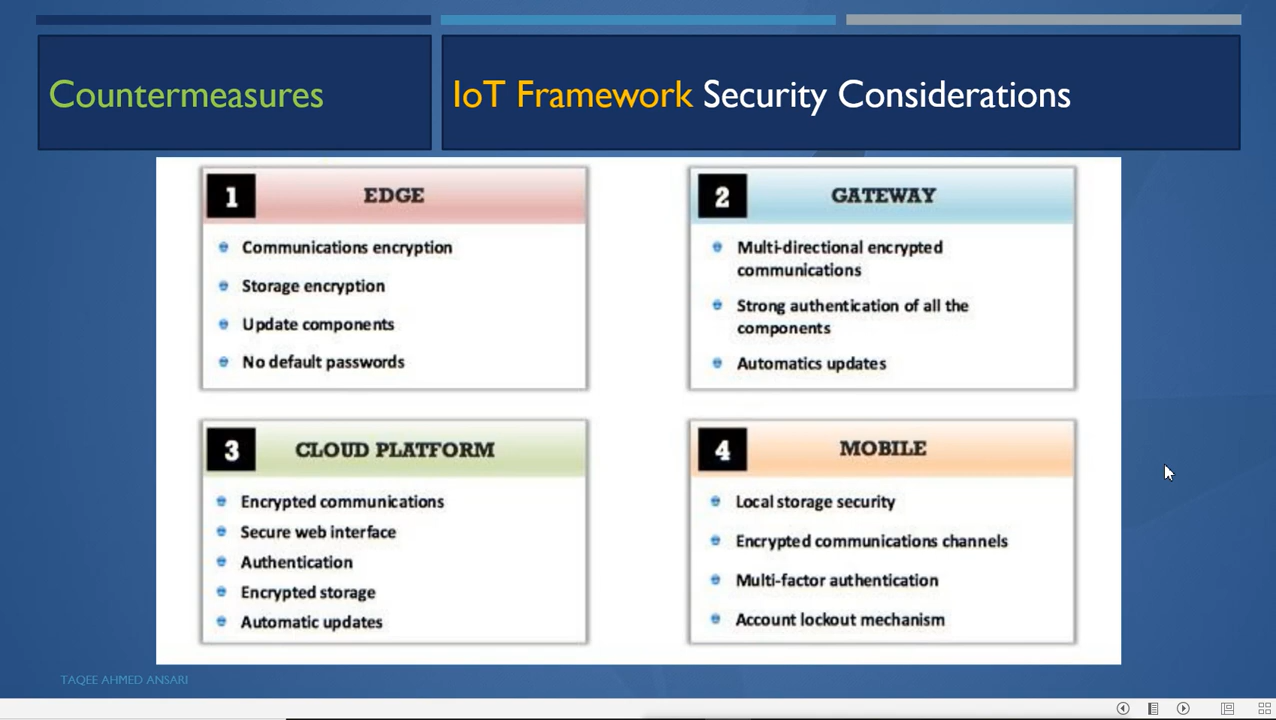 Countermeasures
IoT Framework Security Considerations
1 EDGE
Communications encryption
Storage encryption
Update components
No default passwords
2 GATEWAY
Multi-directional encrypted
communications
Strong authentication of all the
components
Automatics updates
3 CLOUD PLATFORM
Encrypted communications
Secure web interface
Authentication
Encrypted storage
Automatic updates
4 MOBILE
Local storage security
Encrypted communications channels
Multi-factor authentication
Account lockout mechanism
TAQEE AHMED ANSARI